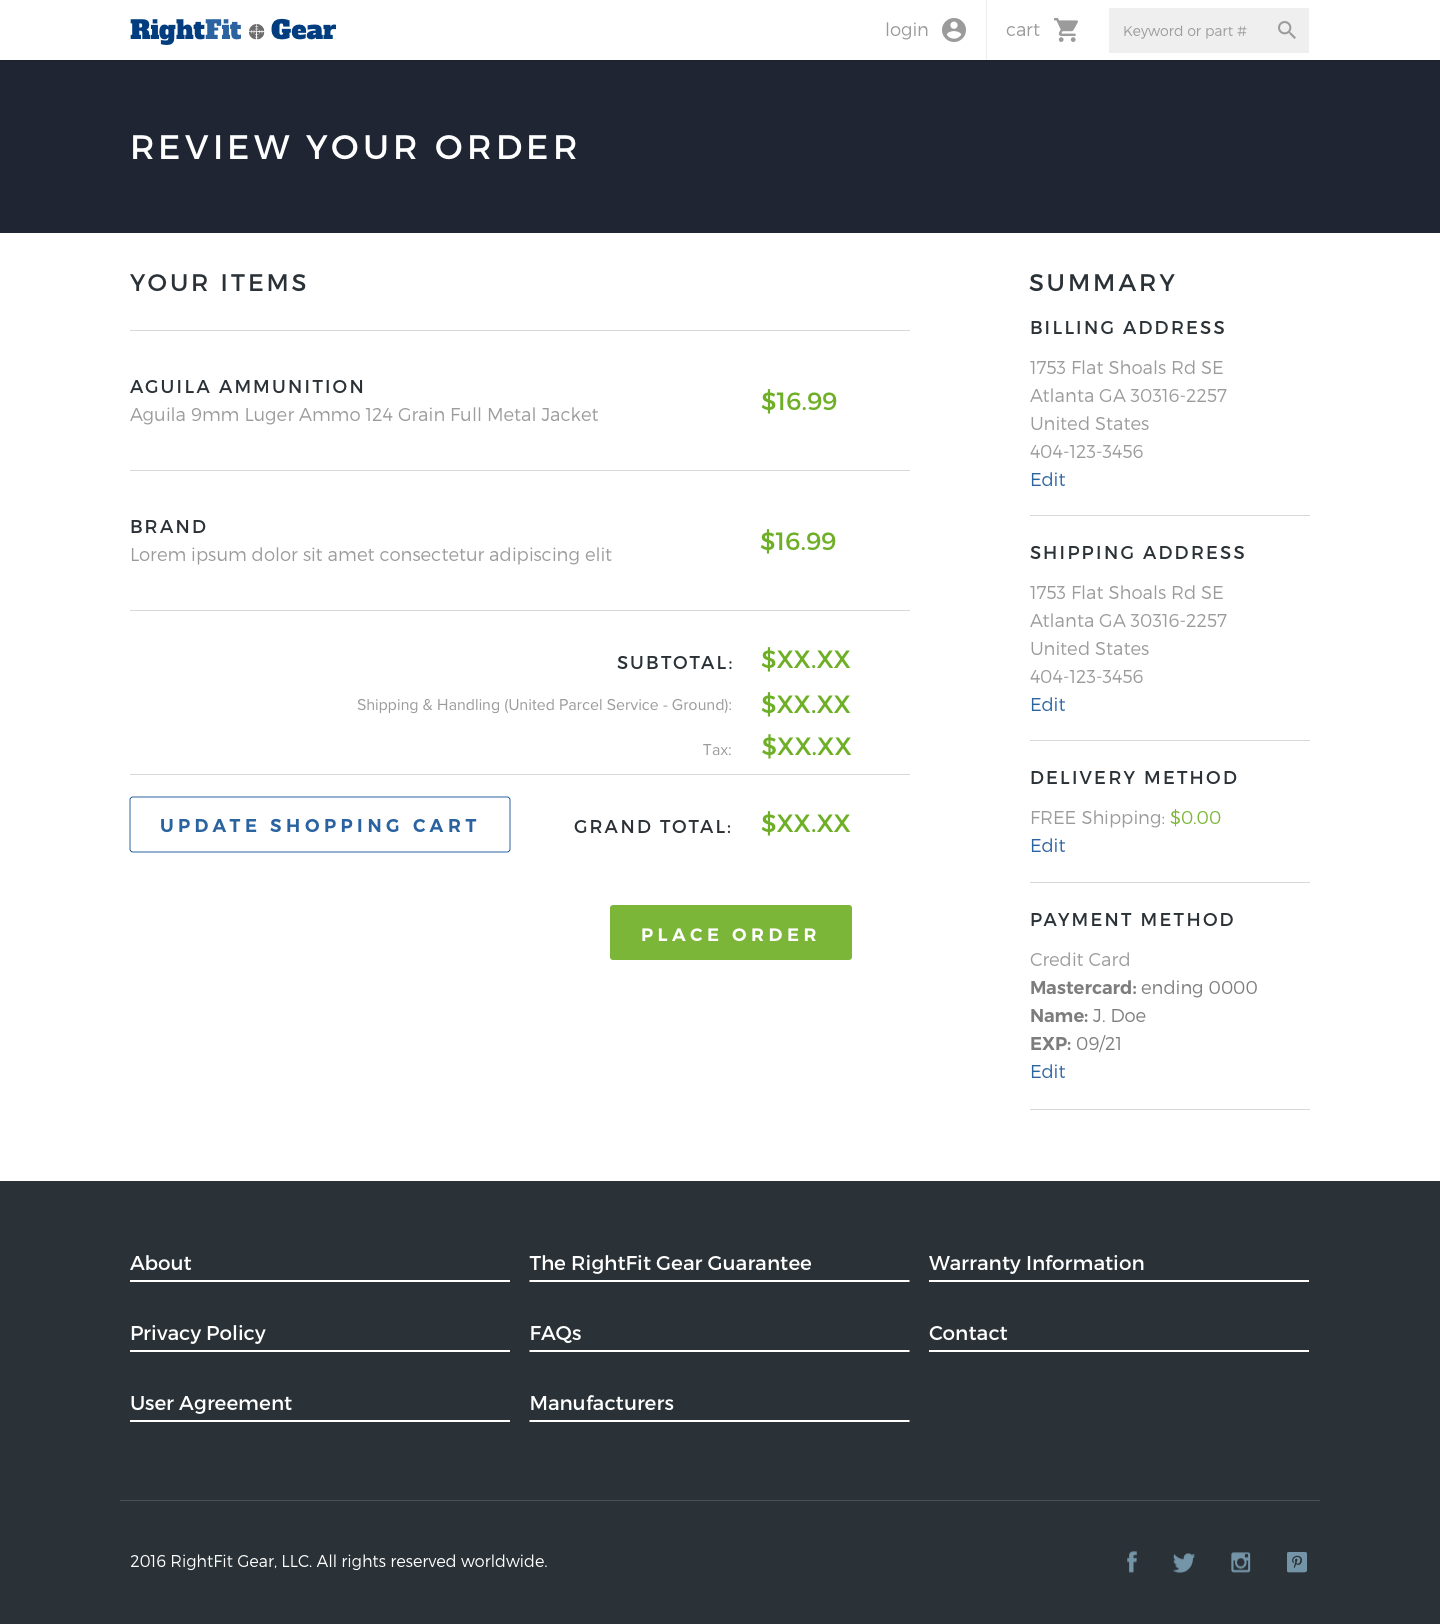 RightFit Gear
login
cart
Keyword or part #
REVIEW YOUR ORDER
YOUR ITEMS
AGUILA AMMUNITION
Aguila 9mm Luger Ammo 124 Grain Full Metal Jacket
$16.99
BRAND
Lorem ipsum dolor sit amet consectetur adipiscing elit
$16.99
SUBTOTAL: $XX.XX
Shipping & Handling (United Parcel Service - Ground): $XX.XX
Tax: $XX.XX
UPDATE SHOPPING CART
GRAND TOTAL: $XX.XX
PLACE ORDER
SUMMARY
BILLING ADDRESS
1753 Flat Shoals Rd SE
Atlanta GA 30316-2257
United States
404-123-3456
Edit
SHIPPING ADDRESS
1753 Flat Shoals Rd SE
Atlanta GA 30316-2257
United States
404-123-3456
Edit
DELIVERY METHOD
FREE Shipping: $0.00
Edit
PAYMENT METHOD
Credit Card
Mastercard: ending 0000
Name: J. Doe
EXP: 09/21
Edit
About
The RightFit Gear Guarantee
Warranty Information
Privacy Policy
FAQs
Contact
User Agreement
Manufacturers
2016 RightFit Gear, LLC. All rights reserved worldwide.